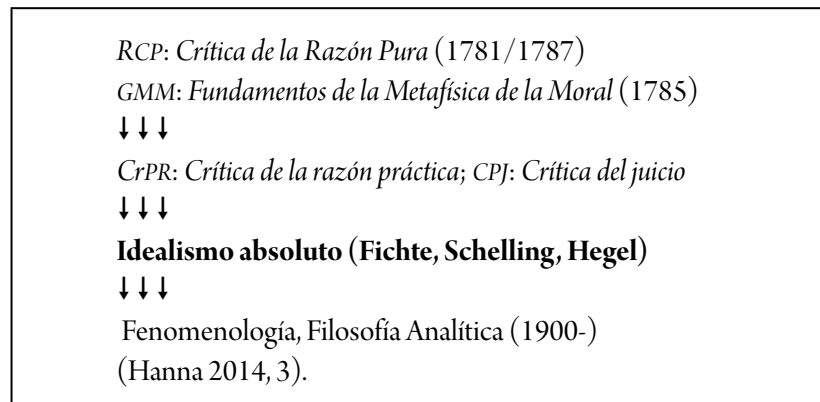 RCP: Crítica de la Razón Pura (1781/1787)
GMM: Fundamentos de la Metafísica de la Moral (1785)
↓↓↓
CrPR: Crítica de la razón práctica; CPJ: Crítica del juicio
↓↓↓
Idealismo absoluto (Fichte, Schelling, Hegel)
↓↓↓
Fenomenología, Filosofía Analítica (1900-)
(Hanna 2014, 3).